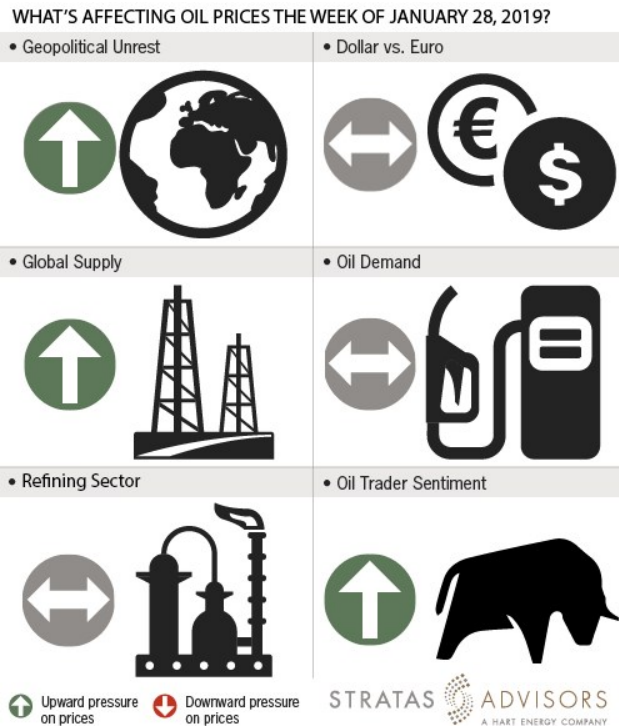 WHAT'S AFFECTING OIL PRICES THE WEEK OF JANUARY 28, 2019?
• Geopolitical Unrest
• Dollar vs. Euro
€
$
• Global Supply
• Oil Demand
• Refining Sector
• Oil Trader Sentiment
Upward pressure
on prices
Downward pressure
on prices
STRATAS ADVISORS
A HART ENERGY COMPANY